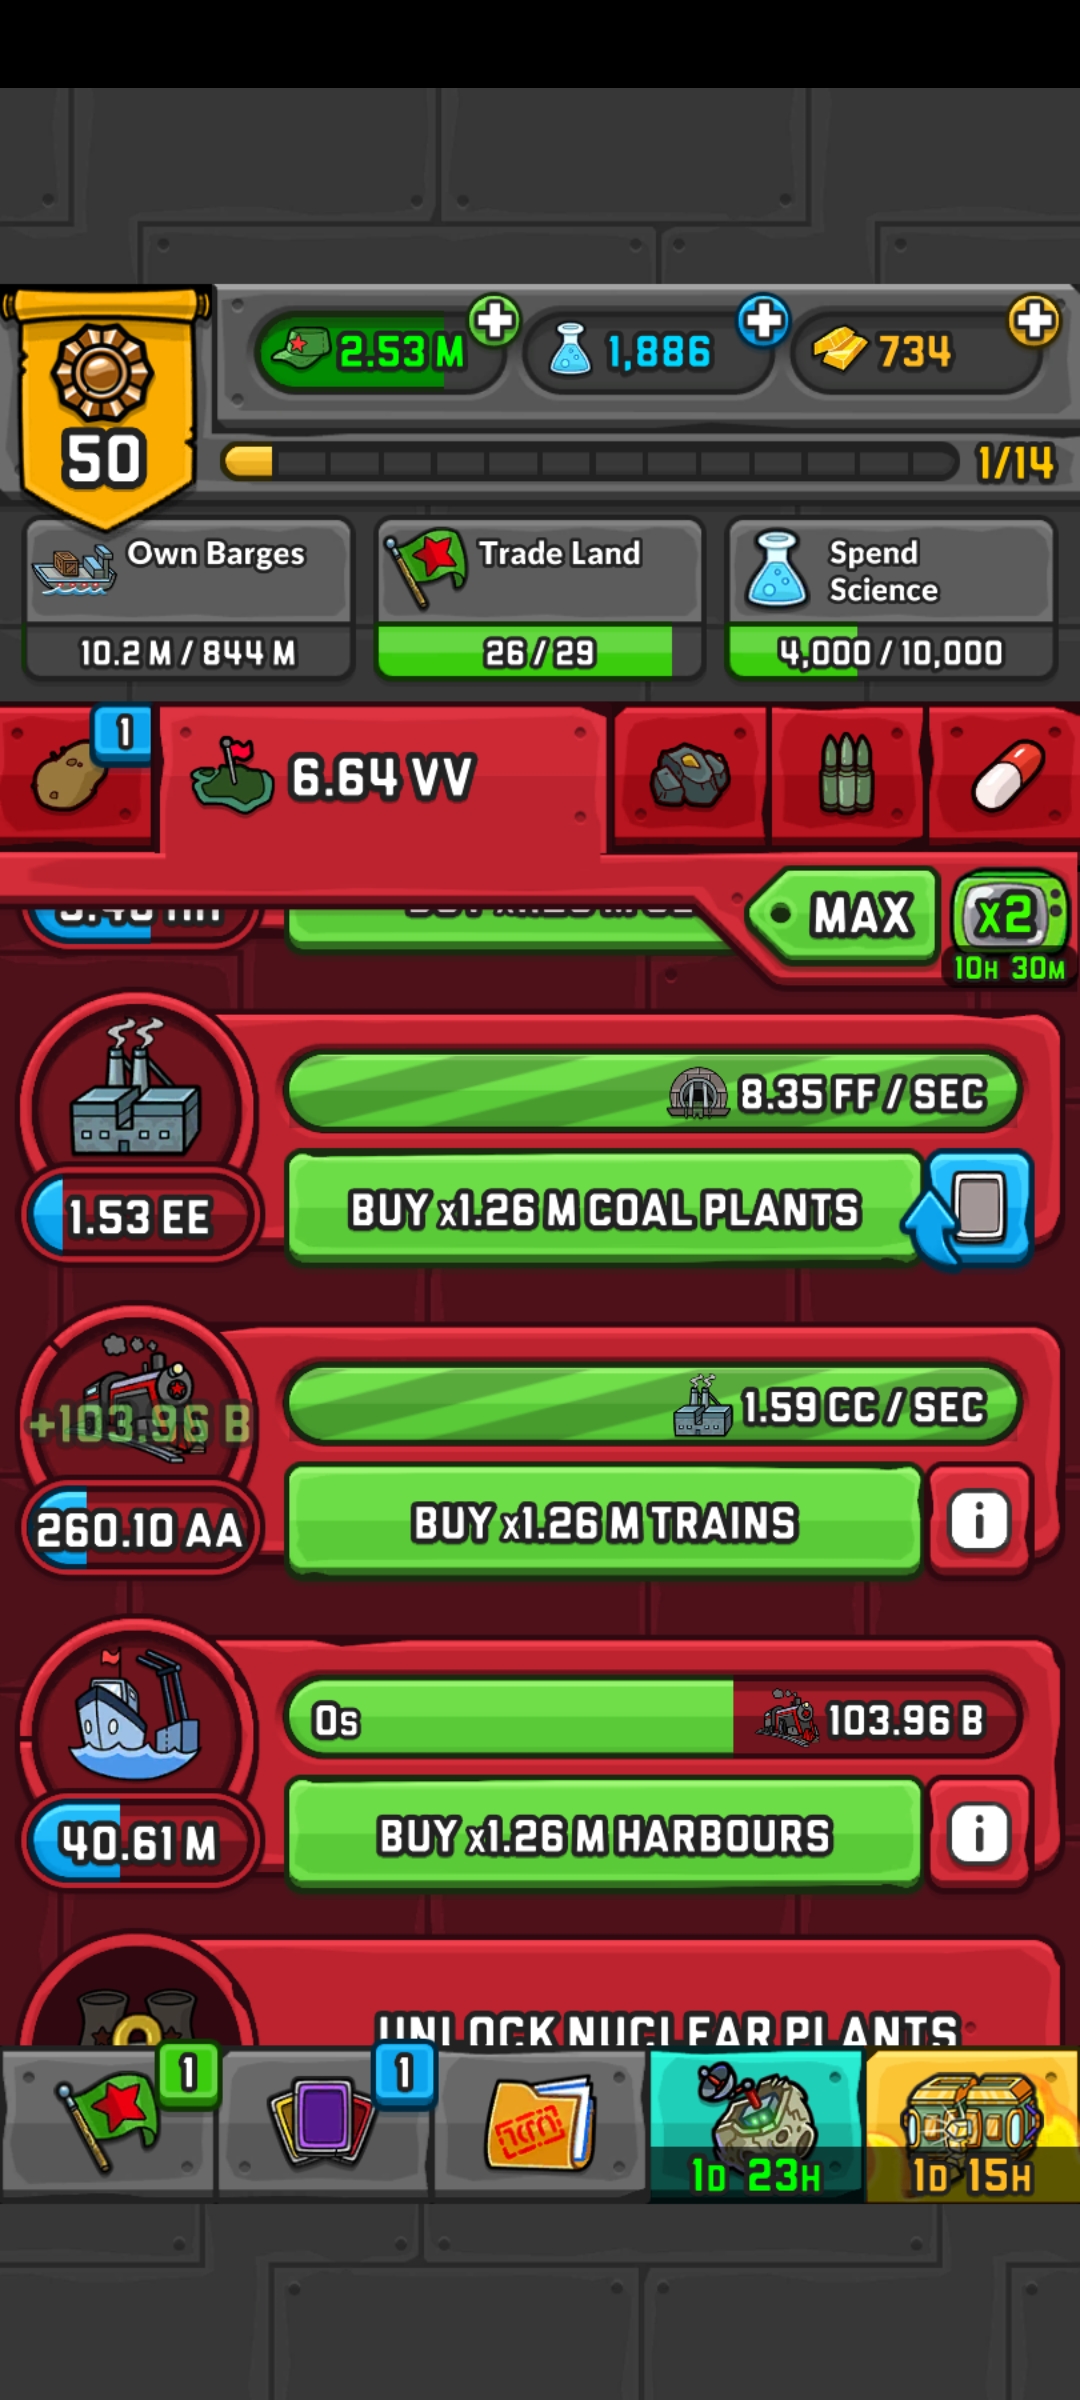 2.53 M
1,886
734
50
1/14
Own Barges
10.2 M / 844 M
Trade Land
26 / 29
Spend
Science
4,000 / 10,000
1
6.64 VV
MAX
x2
10H 30M
8.35 FF / SEC
1.53 EE
BUY x1.26 M COAL PLANTS
+103.96 B
1.59 CC / SEC
260.10 AA
BUY x1.26 M TRAINS
i
0s
103.96 B
40.61 M
BUY x1.26 M HARBOURS
i
UNLOCK NUCLEAR PLANTS
1
1
1D 23H
1D 15H